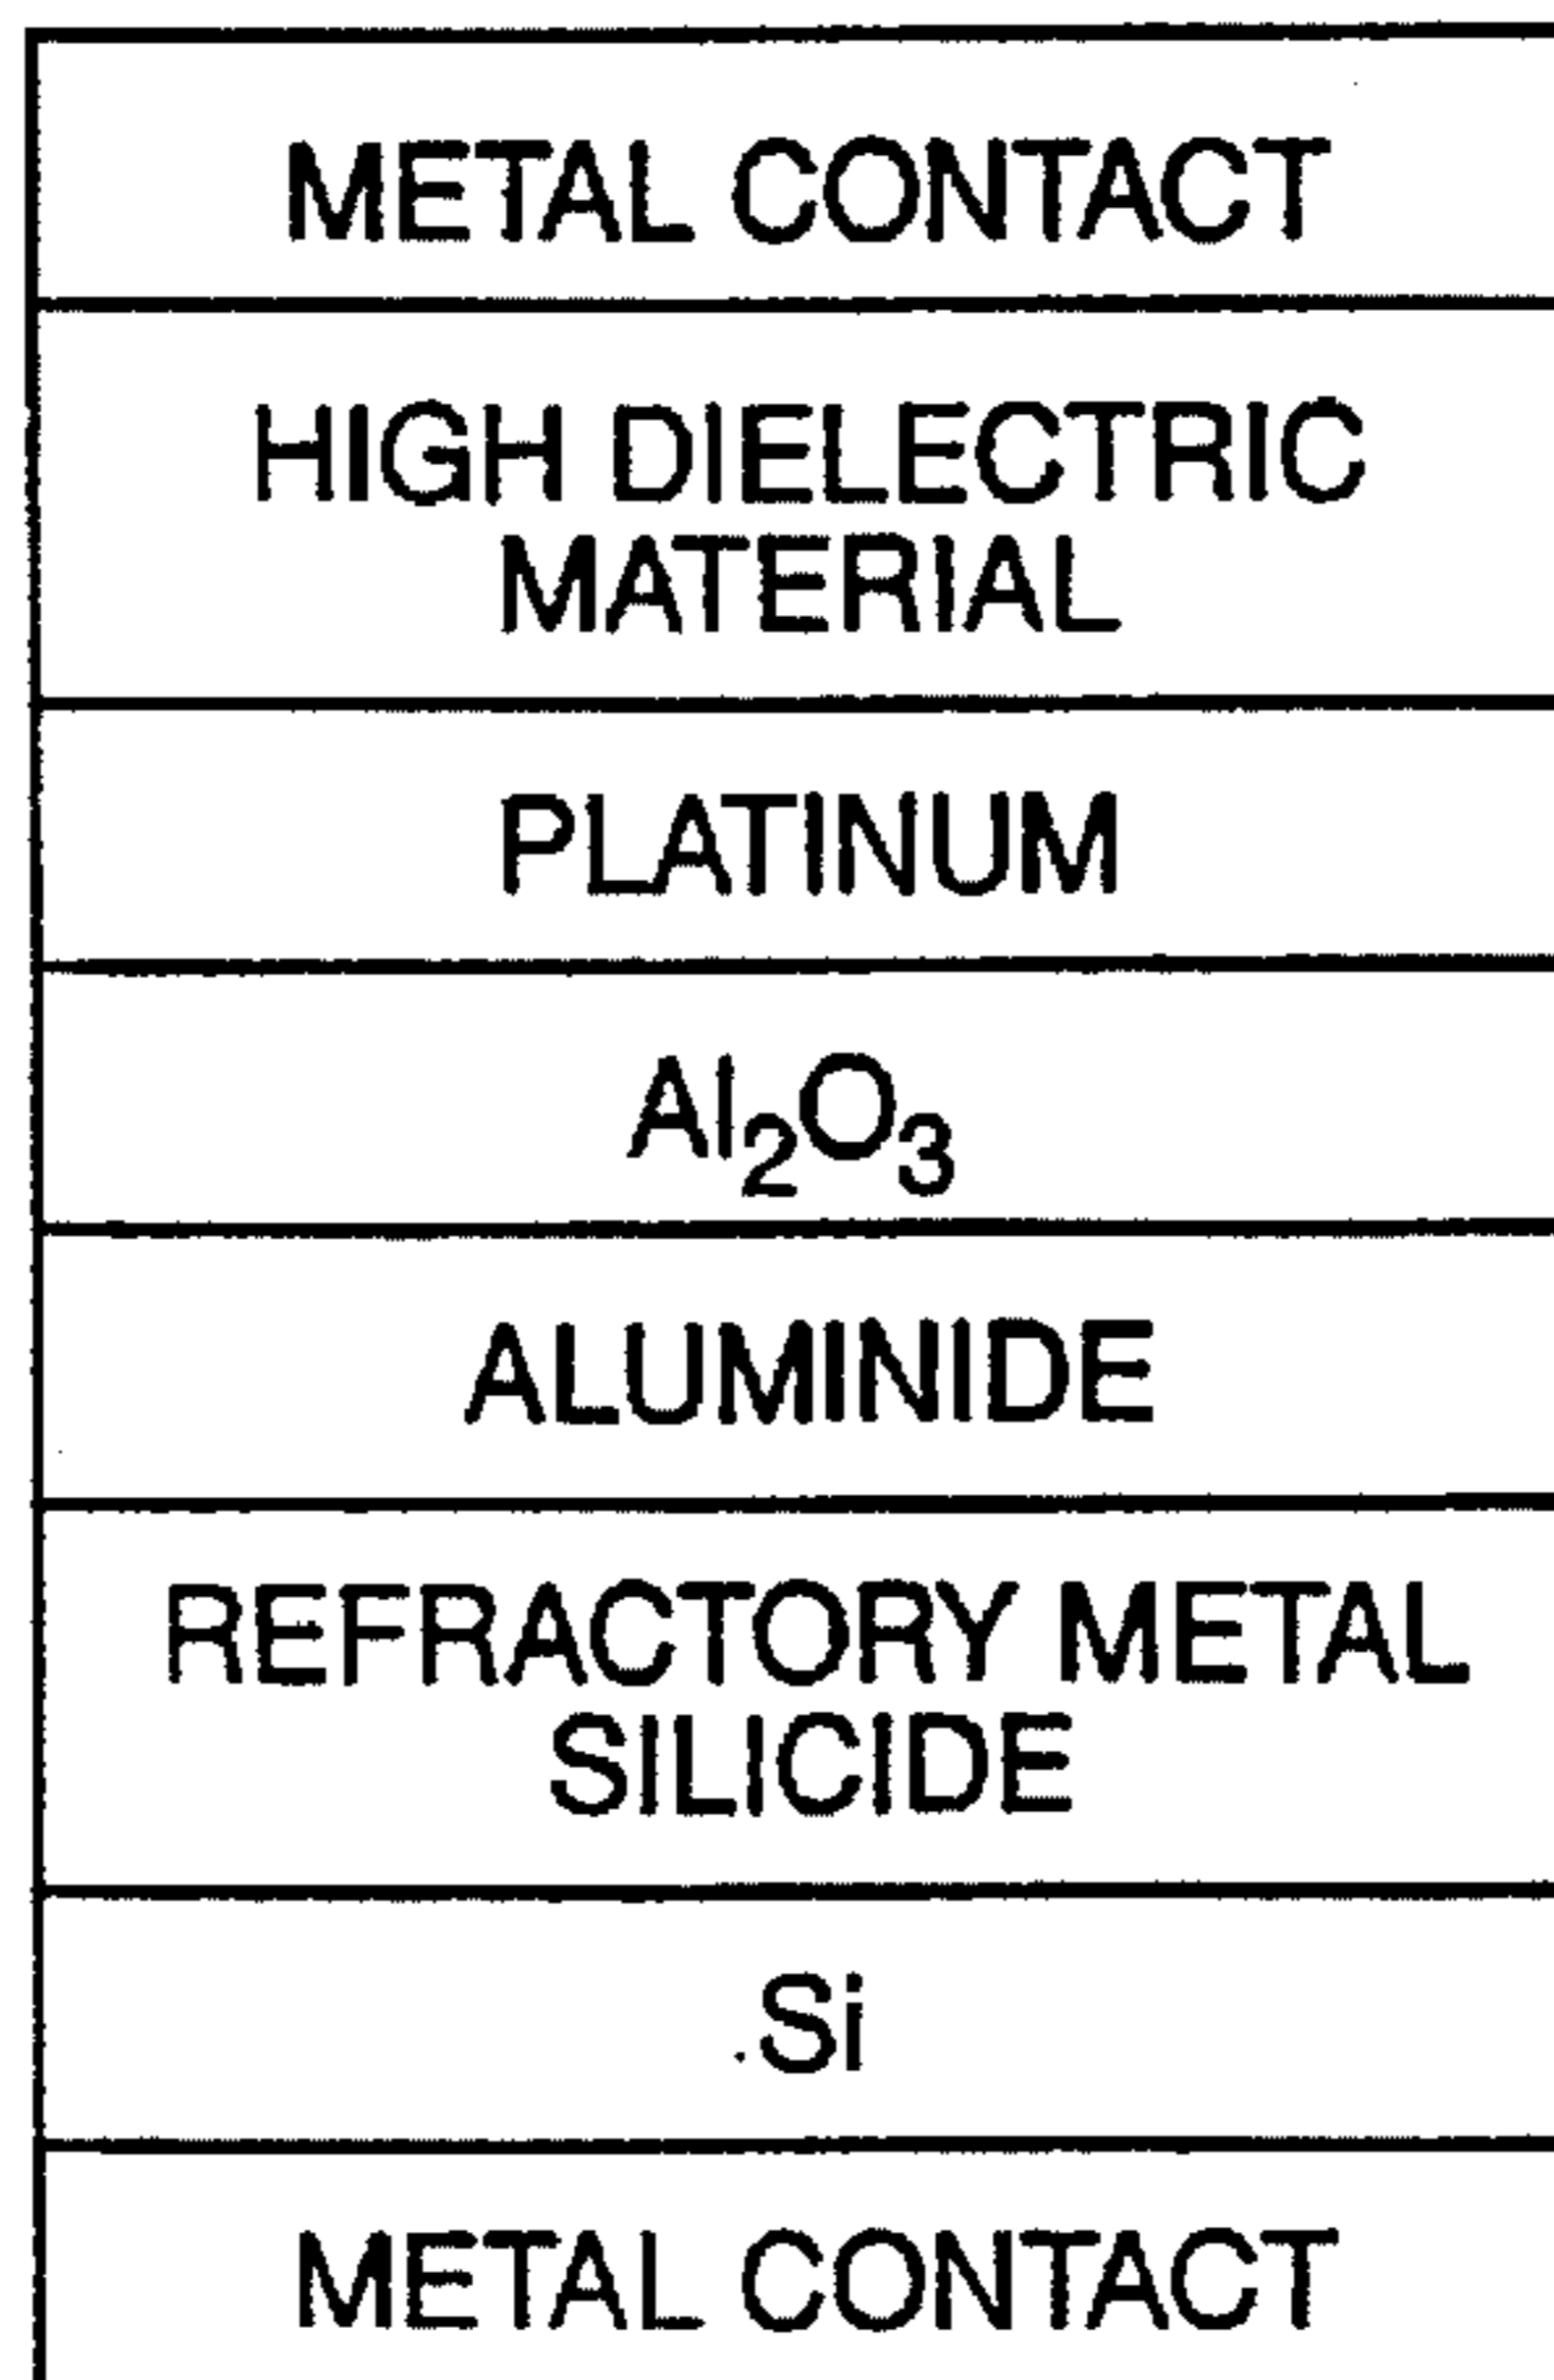 METAL CONTACT
HIGH DIELECTRIC
MATERIAL
PLATINUM
Al₂O₃
ALUMINIDE
REFRACTORY METAL
SILICIDE
Si
METAL CONTACT